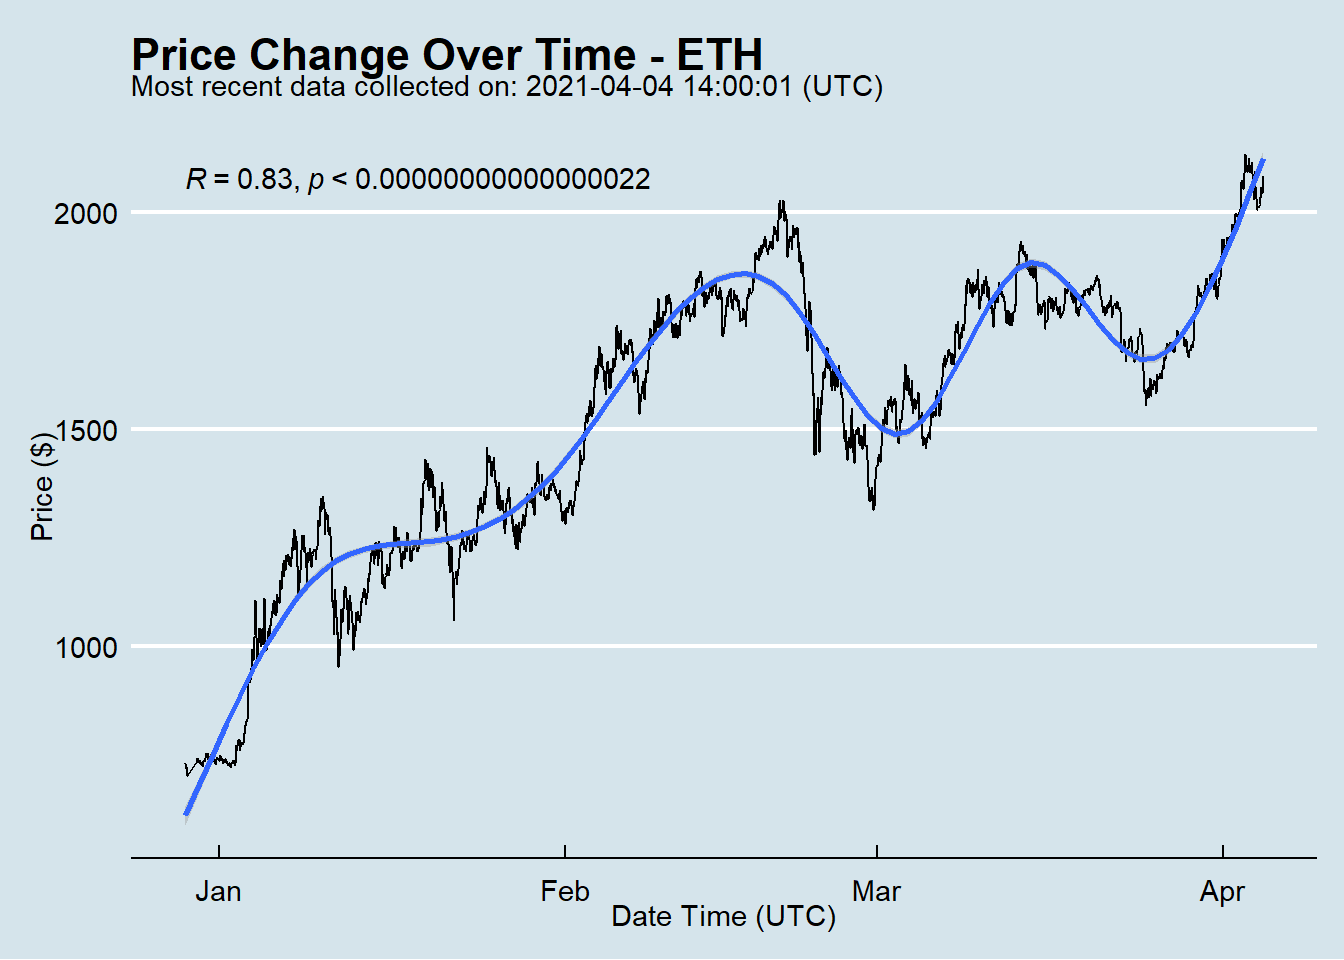 Price Change Over Time - ETH
Most recent data collected on: 2021-04-04 14:00:01 (UTC)
R = 0.83, p < 0.00000000000000022
2000
1500
1000
Price ($)
Jan Feb Mar Apr
Date Time (UTC)